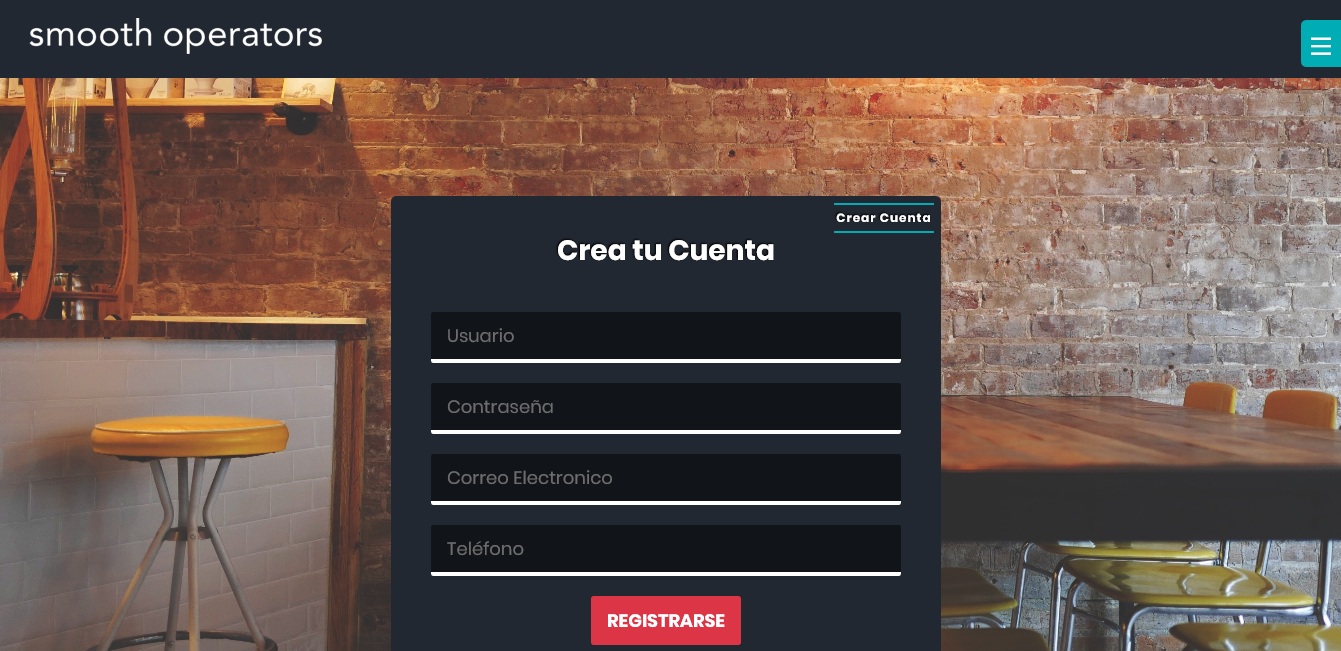 smooth operators
Crear Cuenta
Crea tu Cuenta
Usuario
Contraseña
Correo Electronico
Teléfono
REGISTRARSE